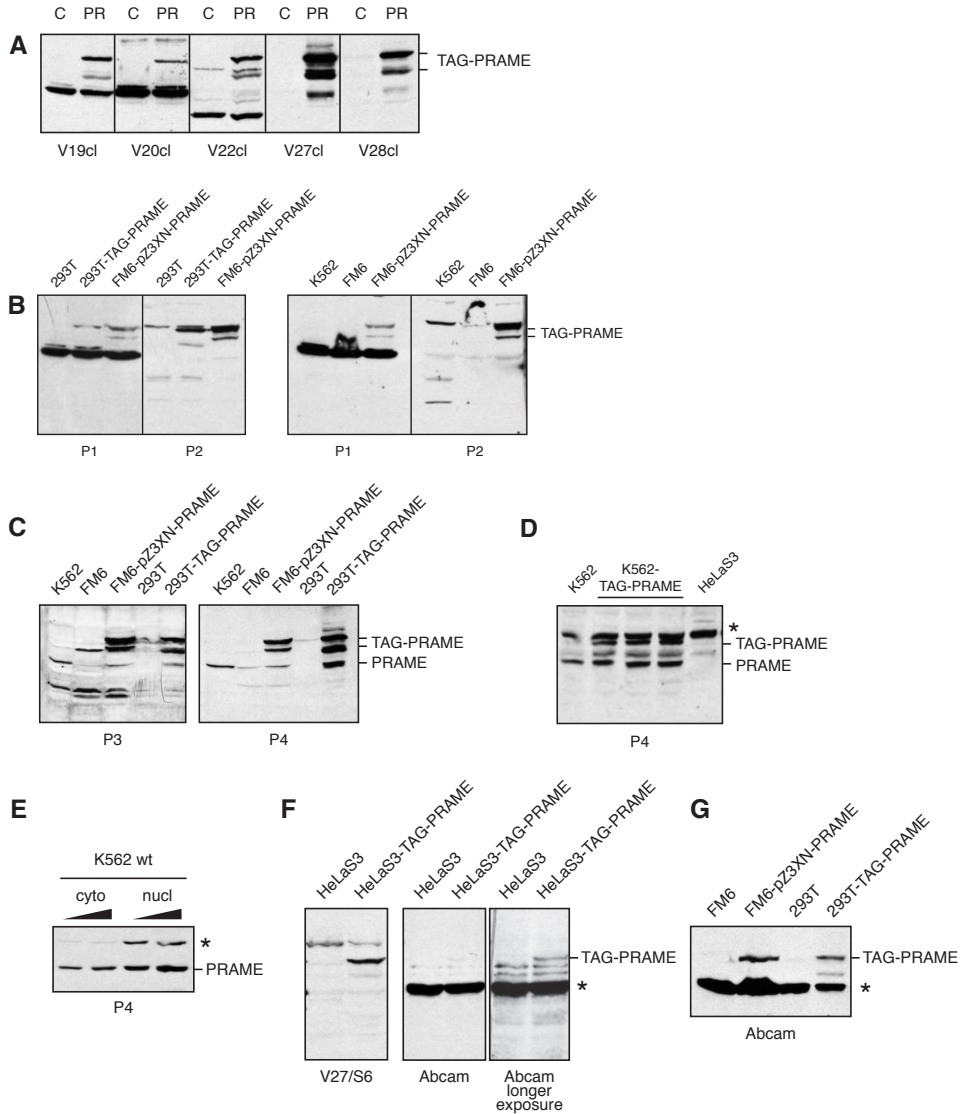 C PR C PR C PR C PR C PR
A
TAG-PRAME
V19cl V20cl V22cl V27cl V28cl
293T 293T-TAG-PRAME FM6-pZ3XN-PRAME 293T 293T-TAG-PRAME FM6-pZ3XN-PRAME K562 FM6 FM6-pZ3XN-PRAME K562 FM6 FM6-pZ3XN-PRAME
B
TAG-PRAME
P1 P2 P1 P2
C
K562 FM6 FM6-pZ3XN-PRAME 293T 293T-TAG-PRAME K562 FM6 FM6-pZ3XN-PRAME 293T 293T-TAG-PRAME
TAG-PRAME
PRAME
P3 P4
D
K562 K562- HeLaS3
TAG-PRAME
*
TAG-PRAME
PRAME
P4
E
K562 wt
cyto nucl
*
PRAME
P4
F
HeLaS3 HeLaS3-TAG-PRAME HeLaS3 HeLaS3-TAG-PRAME HeLaS3 HeLaS3-TAG-PRAME
TAG-PRAME
*
V27/S6 Abcam Abcam
longer
exposure
G
FM6 FM6-pZ3XN-PRAME 293T 293T-TAG-PRAME
TAG-PRAME
*
Abcam